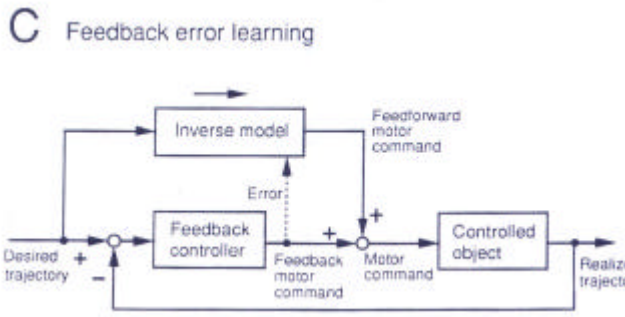 C Feedback error learning
Inverse model
Feedforward
motor
command
Error
Feedback
controller
Controlled
object
Desired
trajectory
+
−
Feedback
motor
command
+
+
Motor
command